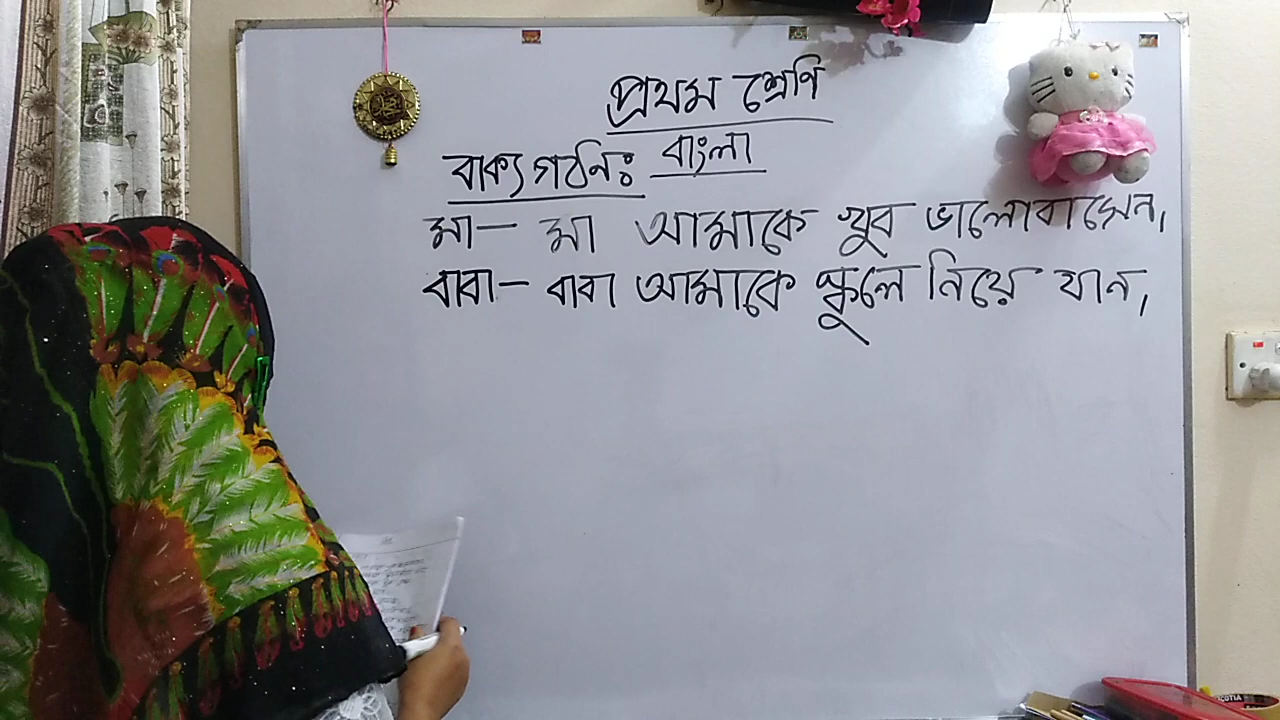 প্রথম শ্রেণি
বাংলা
বাক্য গঠনঃ
মা- মা আমাকে খুব ভালোবাসেন,
বাবা- বাবা আমাকে স্কুলে নিয়ে যান,